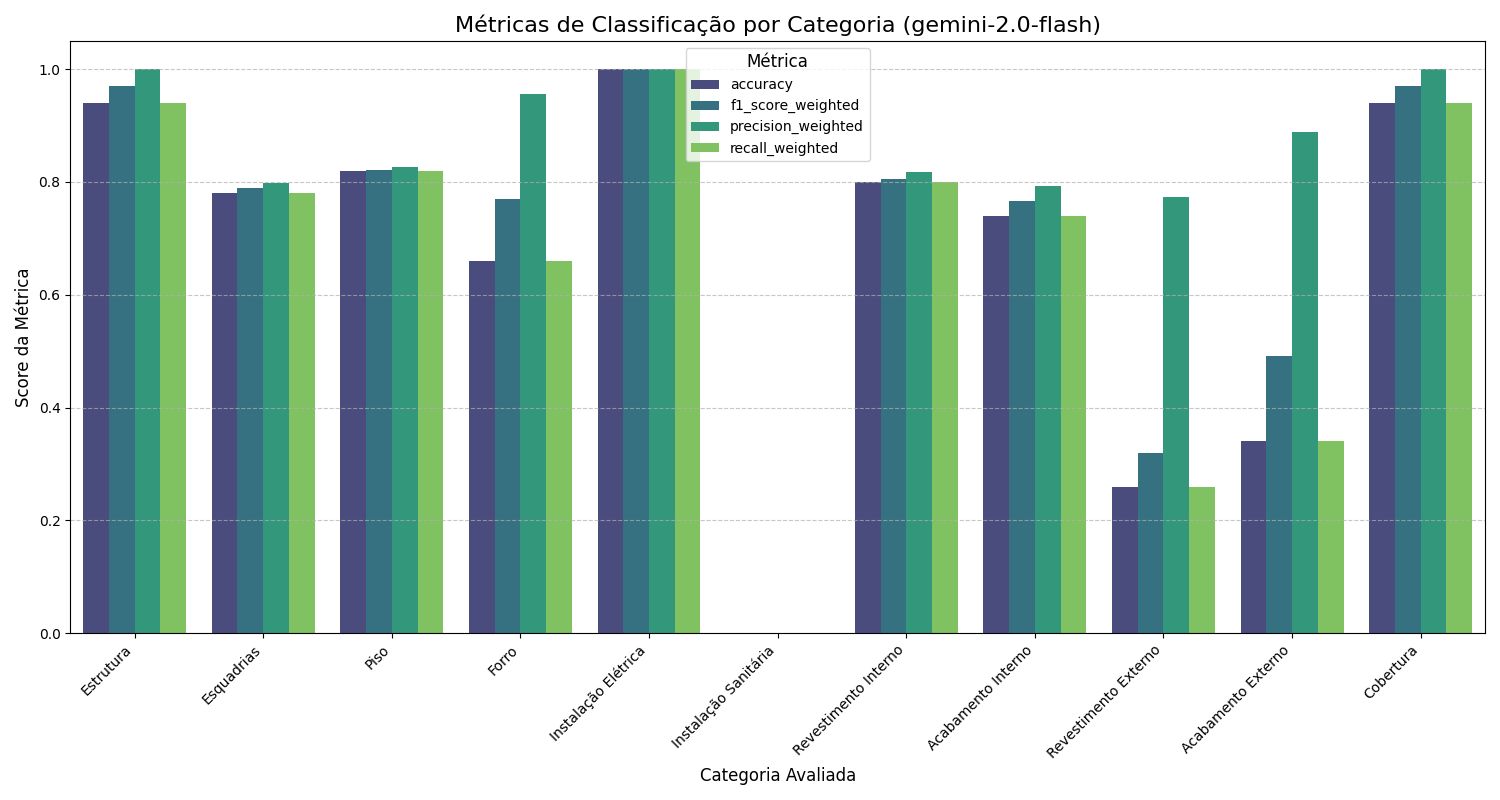 Métricas de Classificação por Categoria (gemini-2.0-flash)
Métrica
accuracy
f1_score_weighted
precision_weighted
recall_weighted
Score da Métrica
1.0
0.8
0.6
0.4
0.2
0.0
Estrutura
Esquadrias
Piso
Forro
Instalação Elétrica
Instalação Sanitária
Revestimento Interno
Acabamento Interno
Revestimento Externo
Acabamento Externo
Cobertura
Categoria Avaliada